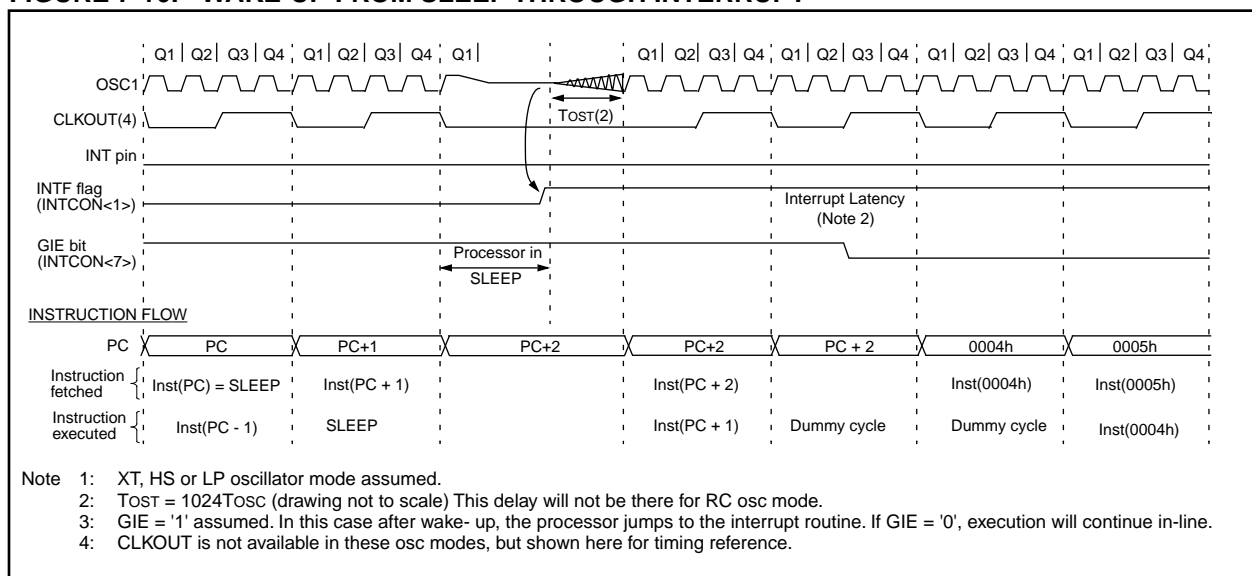 FIGURE 7-16: WAKE-UP FROM SLEEP THROUGH INTERRUPT
Q1 Q2 Q3 Q4 Q1 Q2 Q3 Q4 Q1 Q1 Q2 Q3 Q4 Q1 Q2 Q3 Q4 Q1 Q2 Q3 Q4 Q1 Q2 Q3 Q4
OSC1
TOST(2)
CLKOUT(4)
INT pin
INTF flag
(INTCON<1>)
Interrupt Latency
(Note 2)
GIE bit
(INTCON<7>)
Processor in
SLEEP
INSTRUCTION FLOW
PC PC PC+1 PC+2 PC+2 PC + 2 0004h 0005h
Instruction
fetched
Inst(PC) = SLEEP Inst(PC + 1) Inst(PC + 2) Inst(0004h) Inst(0005h)
Instruction
executed
Inst(PC - 1) SLEEP Inst(PC + 1) Dummy cycle Dummy cycle Inst(0004h)
Note 1: XT, HS or LP oscillator mode assumed.
2: TOST = 1024TOSC (drawing not to scale) This delay will not be there for RC osc mode.
3: GIE = '1' assumed. In this case after wake- up, the processor jumps to the interrupt routine. If GIE = '0', execution will continue in-line.
4: CLKOUT is not available in these osc modes, but shown here for timing reference.